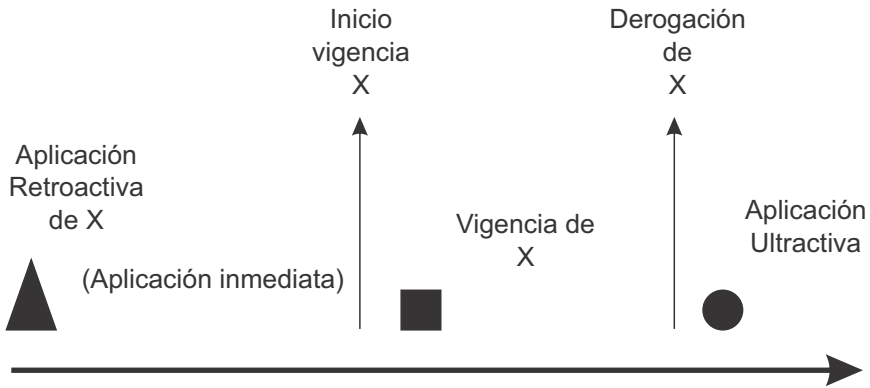 Inicio
vigencia
X
Derogación
de
X
Aplicación
Retroactiva
de X
(Aplicación inmediata)
Vigencia de
X
Aplicación
Ultractiva